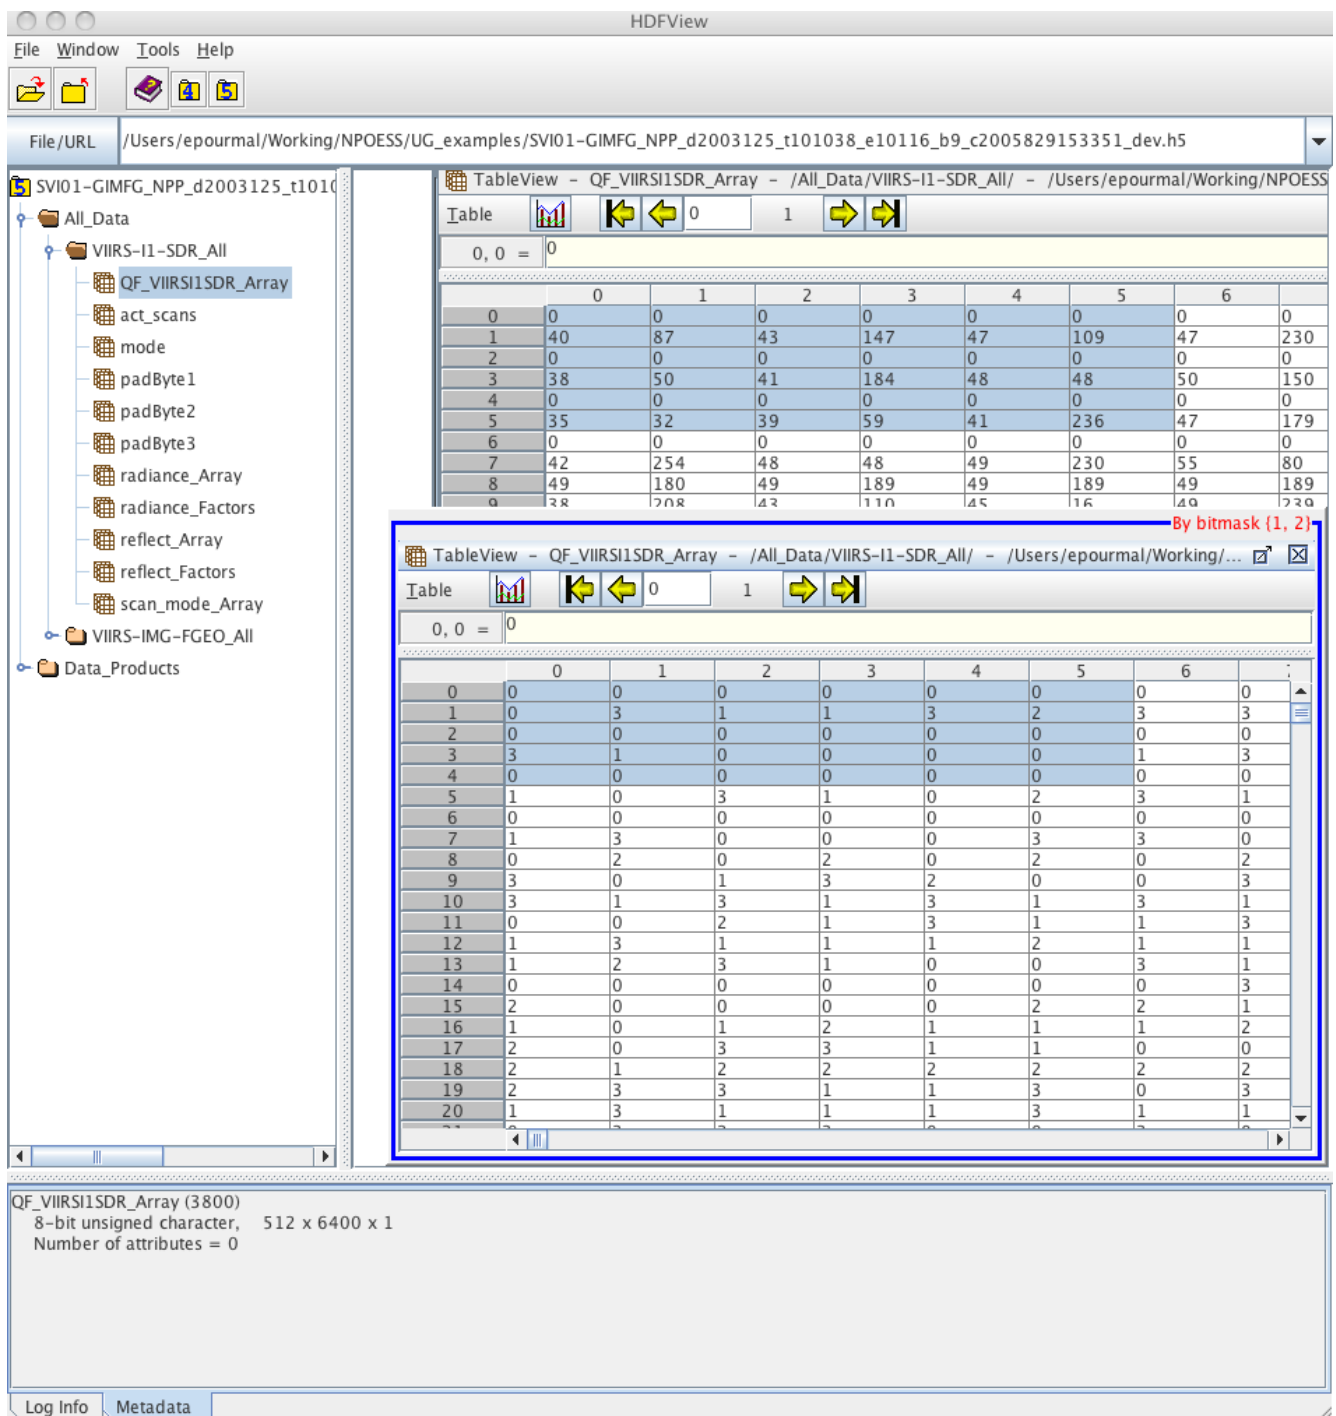 HDFView
File Window Tools Help
4 5
File/URL /Users/epourmal/Working/NPOESS/UG_examples/SVI01-GIMFG_NPP_d2003125_t101038_e10116_b9_c2005829153351_dev.h5
5 SVI01-GIMFG_NPP_d2003125_t101
All_Data
VIIRS-I1-SDR_All
QF_VIIRSI1SDR_Array
act_scans
mode
padByte1
padByte2
padByte3
radiance_Array
radiance_Factors
reflect_Array
reflect_Factors
scan_mode_Array
VIIRS-IMG-FGEO_All
Data_Products
TableView - QF_VIIRSI1SDR_Array - /All_Data/VIIRS-I1-SDR_All/ - /Users/epourmal/Working/NPOESS
Table 0 1
0, 0 = 0
0 1 2 3 4 5 6
0 0 0 0 0 0 0 0 0
1 40 87 43 147 47 109 47 230
2 0 0 0 0 0 0 0 0
3 38 50 41 184 48 48 50 150
4 0 0 0 0 0 0 0 0
5 35 32 39 59 41 236 47 179
6 0 0 0 0 0 0 0 0
7 42 254 48 48 49 230 55 80
8 49 180 49 189 49 189 49 189
9 38 208 43 110 45 16 49 239
By bitmask {1, 2}
TableView - QF_VIIRSI1SDR_Array - /All_Data/VIIRS-I1-SDR_All/ - /Users/epourmal/Working/...
Table 0 1
0, 0 = 0
0 1 2 3 4 5 6
0 0 0 0 0 0 0 0 0
1 0 3 1 1 3 2 3 3
2 0 0 0 0 0 0 0 0
3 3 1 0 0 0 0 1 3
4 0 0 0 0 0 0 0 0
5 1 0 3 1 0 2 3 1
6 0 0 0 0 0 0 0 0
7 1 3 0 0 0 3 3 0
8 0 2 0 2 0 2 0 2
9 3 0 1 3 2 0 0 3
10 3 1 3 1 3 1 3 1
11 0 0 2 1 3 1 1 3
12 1 3 1 1 1 2 1 1
13 1 2 3 1 0 0 3 1
14 0 0 0 0 0 0 0 3
15 2 0 0 0 0 2 2 1
16 1 0 1 2 1 1 1 2
17 2 0 3 3 1 1 0 0
18 2 1 2 2 2 2 2 2
19 2 3 3 1 1 3 0 3
20 1 3 1 1 1 3 1 1
QF_VIIRSI1SDR_Array (3800)
8-bit unsigned character, 512 x 6400 x 1
Number of attributes = 0
Log Info Metadata